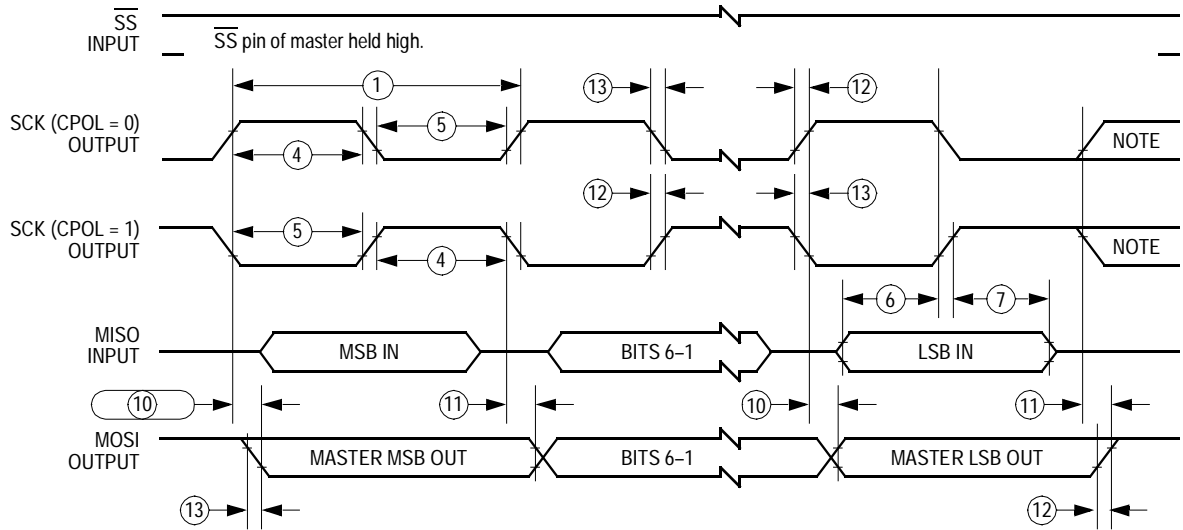 SS
INPUT
SS pin of master held high.
1
13
12
SCK (CPOL = 0)
OUTPUT
5
4
NOTE
12
13
SCK (CPOL = 1)
OUTPUT
5
4
NOTE
6
7
MISO
INPUT
MSB IN
BITS 6–1
LSB IN
10
11
10
11
MOSI
OUTPUT
MASTER MSB OUT
BITS 6–1
MASTER LSB OUT
13
12